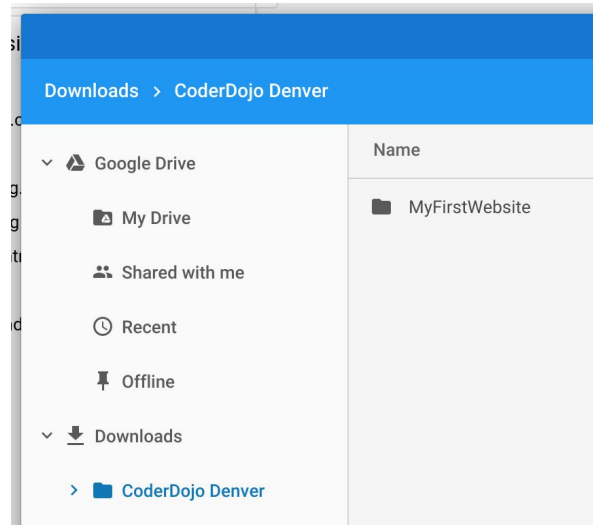 Downloads > CoderDojo Denver
Google Drive
My Drive
Shared with me
Recent
Offline
Downloads
CoderDojo Denver
Name
MyFirstWebsite